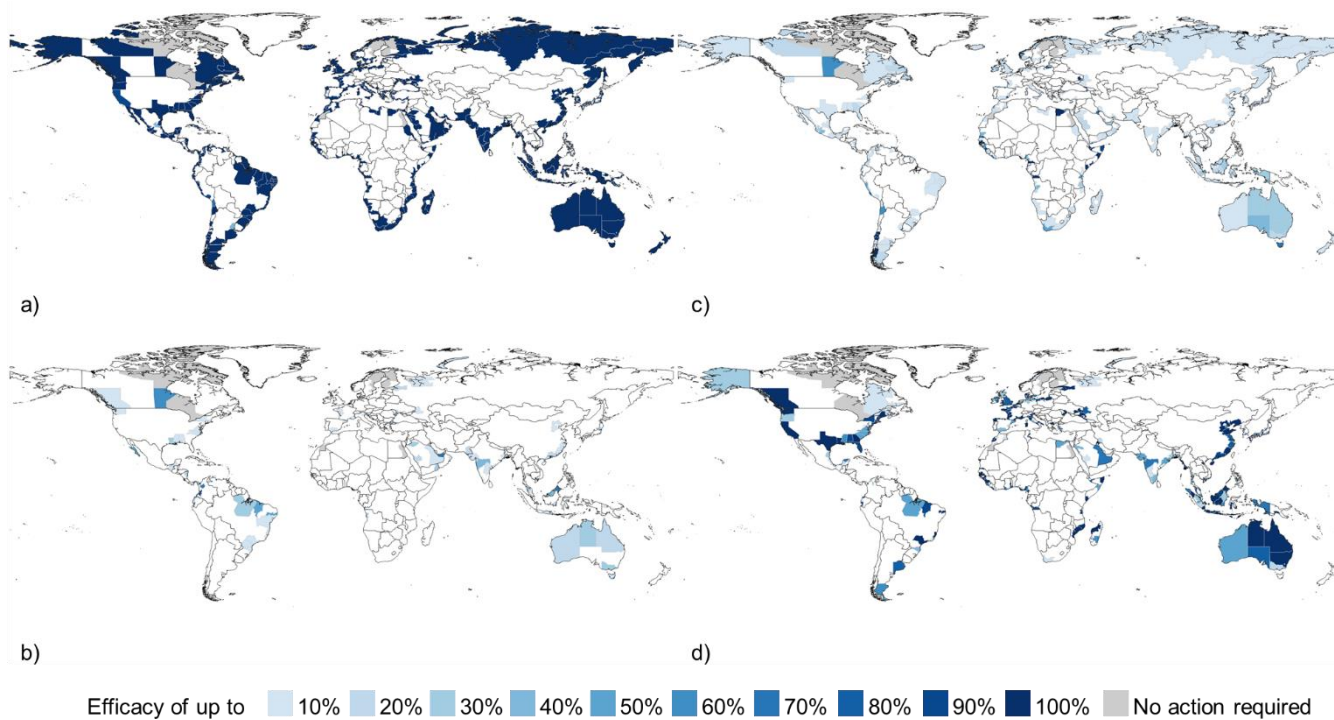 a)
c)
b)
d)
Efficacy of up to 10% 20% 30% 40% 50% 60% 70% 80% 90% 100% No action required